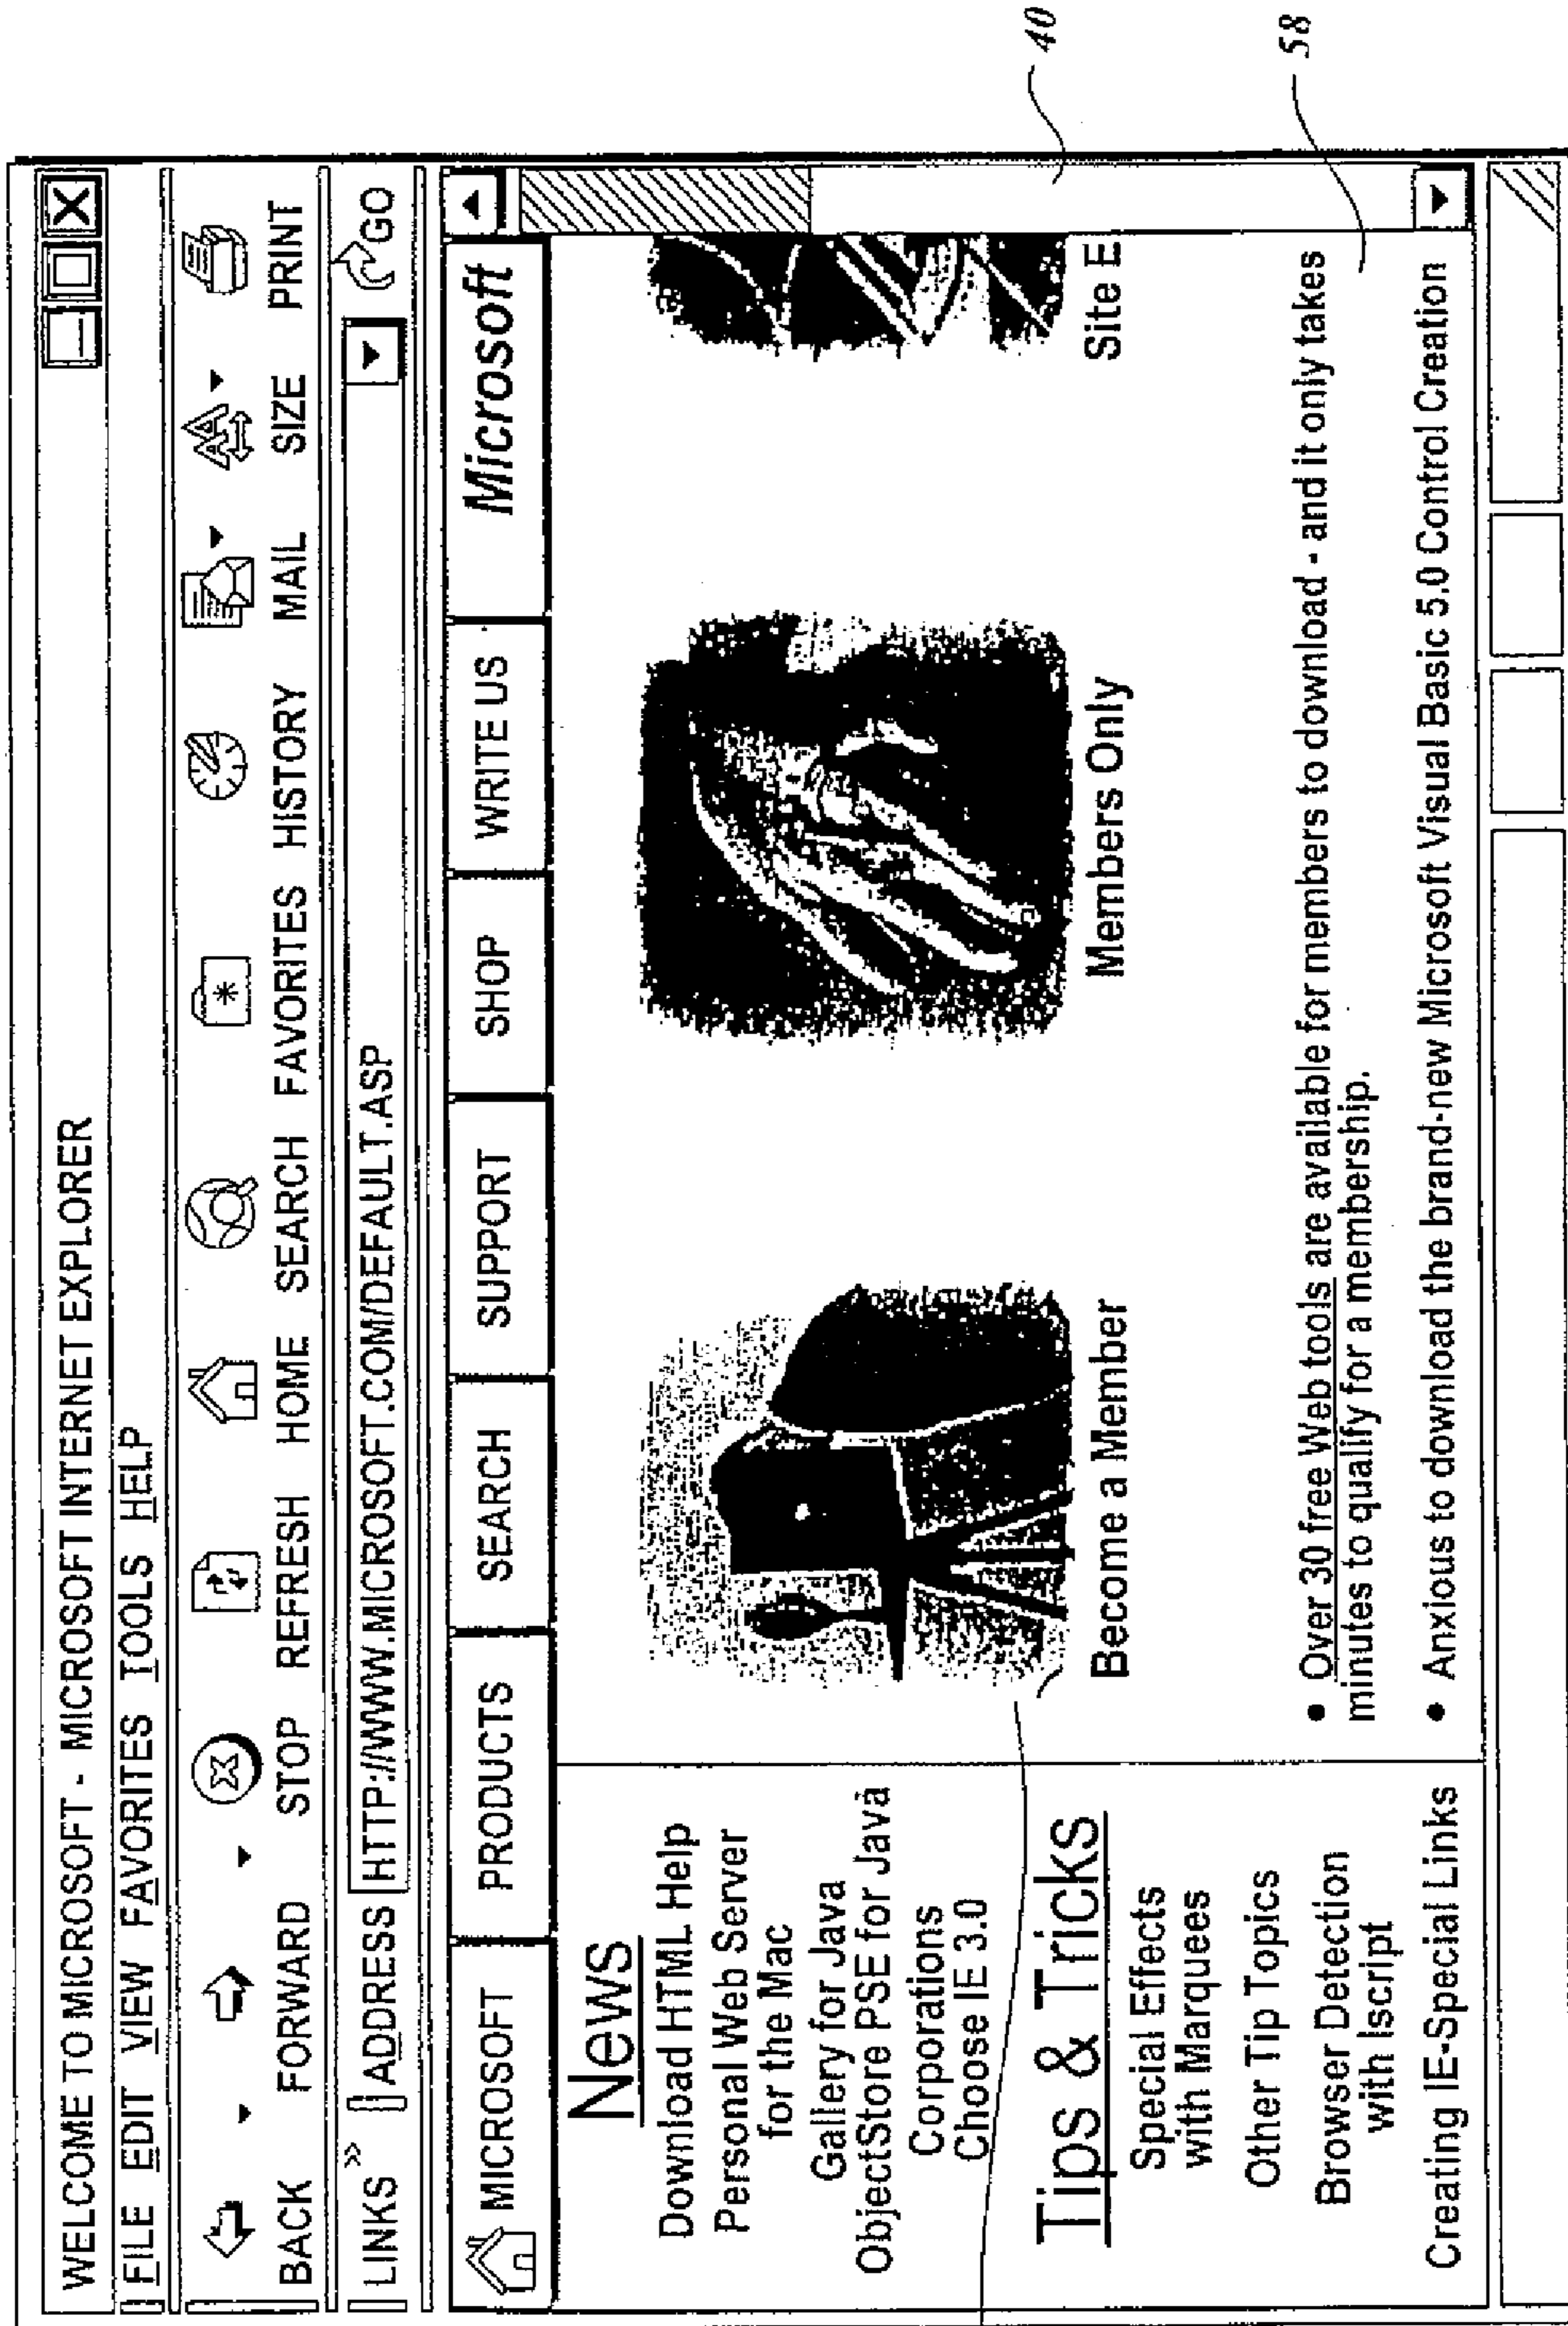 WELCOME TO MICROSOFT - MICROSOFT INTERNET EXPLORER
FILE EDIT VIEW FAVORITES TOOLS HELP
BACK FORWARD STOP REFRESH HOME SEARCH FAVORITES HISTORY MAIL SIZE PRINT
LINKS » ADDRESS HTTP://WWW.MICROSOFT.COM/DEFAULT.ASP GO
MICROSOFT PRODUCTS SEARCH SUPPORT SHOP WRITE US Microsoft
News
Download HTML Help
Personal Web Server
for the Mac
Gallery for Java
ObjectStore PSE for Java
Corporations
Choose IE 3.0
Tips & Tricks
Special Effects
with Marquees
Other Tip Topics
Browser Detection
with Iscript
Creating IE-Special Links
Become a Member
Members Only
Site E
• Over 30 free Web tools are available for members to download - and it only takes
minutes to qualify for a membership.
• Anxious to download the brand-new Microsoft Visual Basic 5.0 Control Creation
40
58